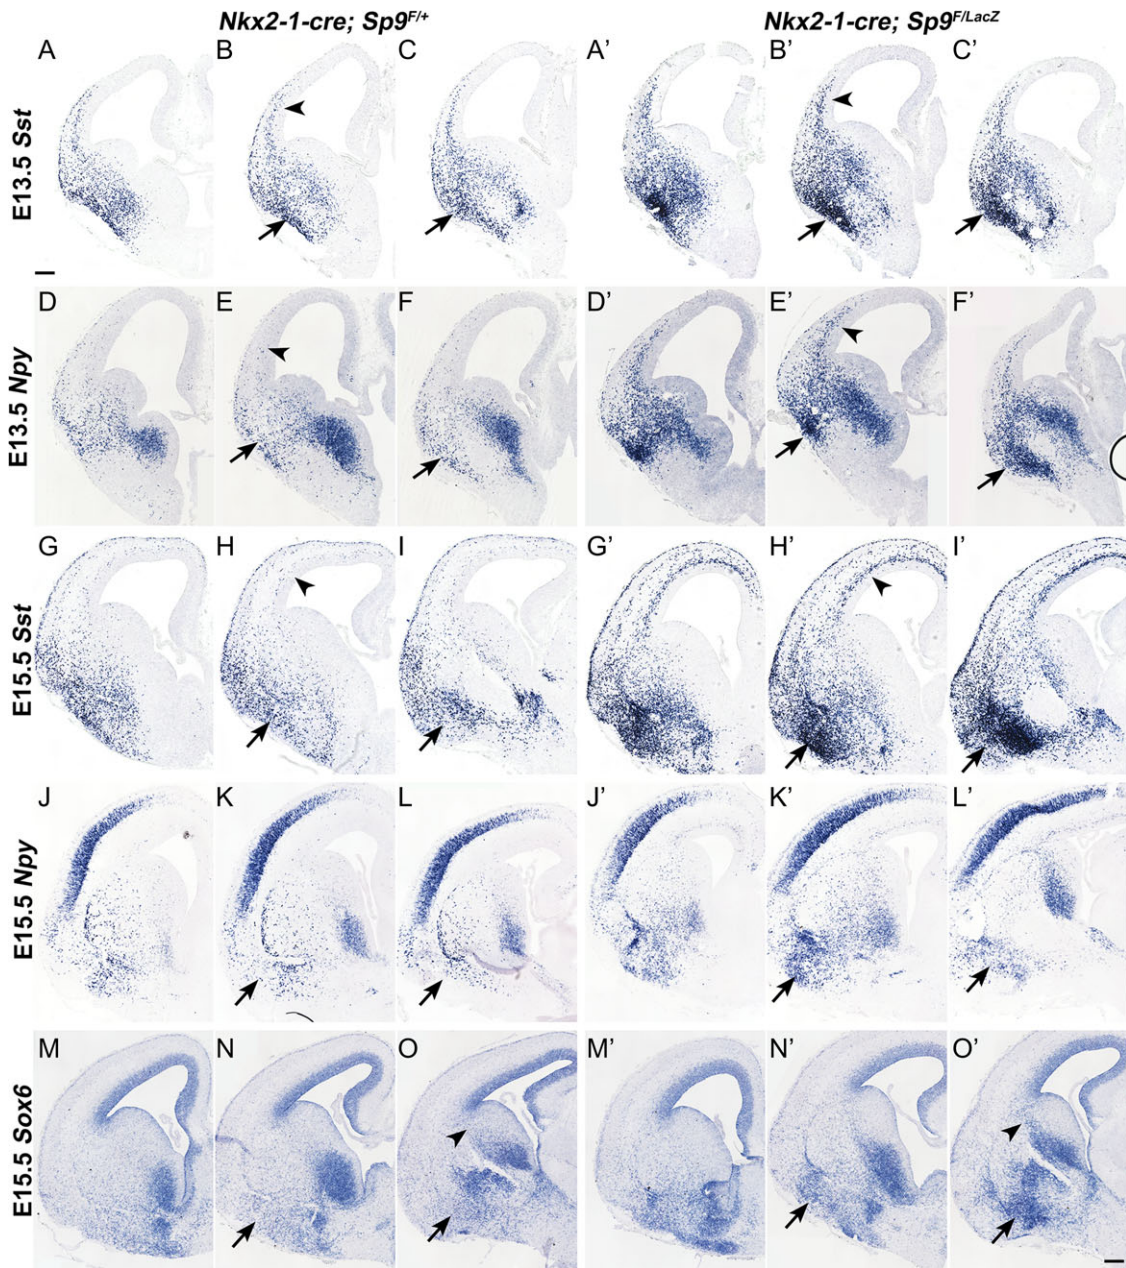 Nkx2-1-cre; Sp9F/+ Nkx2-1-cre; Sp9F/LacZ
E13.5 Sst
A B C A’ B’ C’
E13.5 Npy
D E F D’ E’ F’
E15.5 Sst
G H I G’ H’ I’
E15.5 Npy
J K L J’ K’ L’
E15.5 Sox6
M N O M’ N’ O’